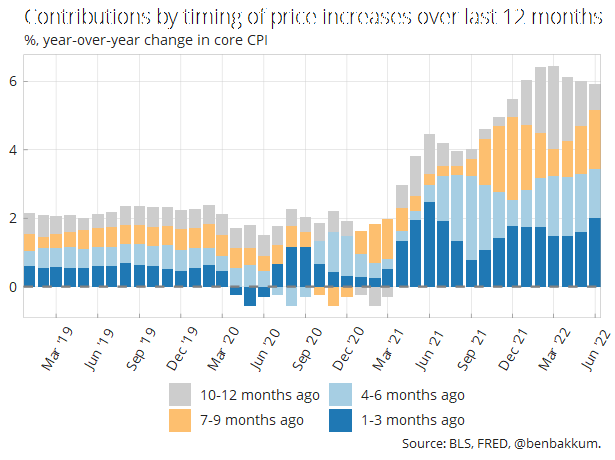 Contributions by timing of price increases over last 12 months
%, year-over-year change in core CPI
6
4
2
0
Mar '19 Jun '19 Sep '19 Dec '19 Mar '20 Jun '20 Sep '20 Dec '20 Mar '21 Jun '21 Sep '21 Dec '21 Mar '22 Jun '22
10-12 months ago 4-6 months ago
7-9 months ago 1-3 months ago
Source: BLS, FRED, @benbakkum.